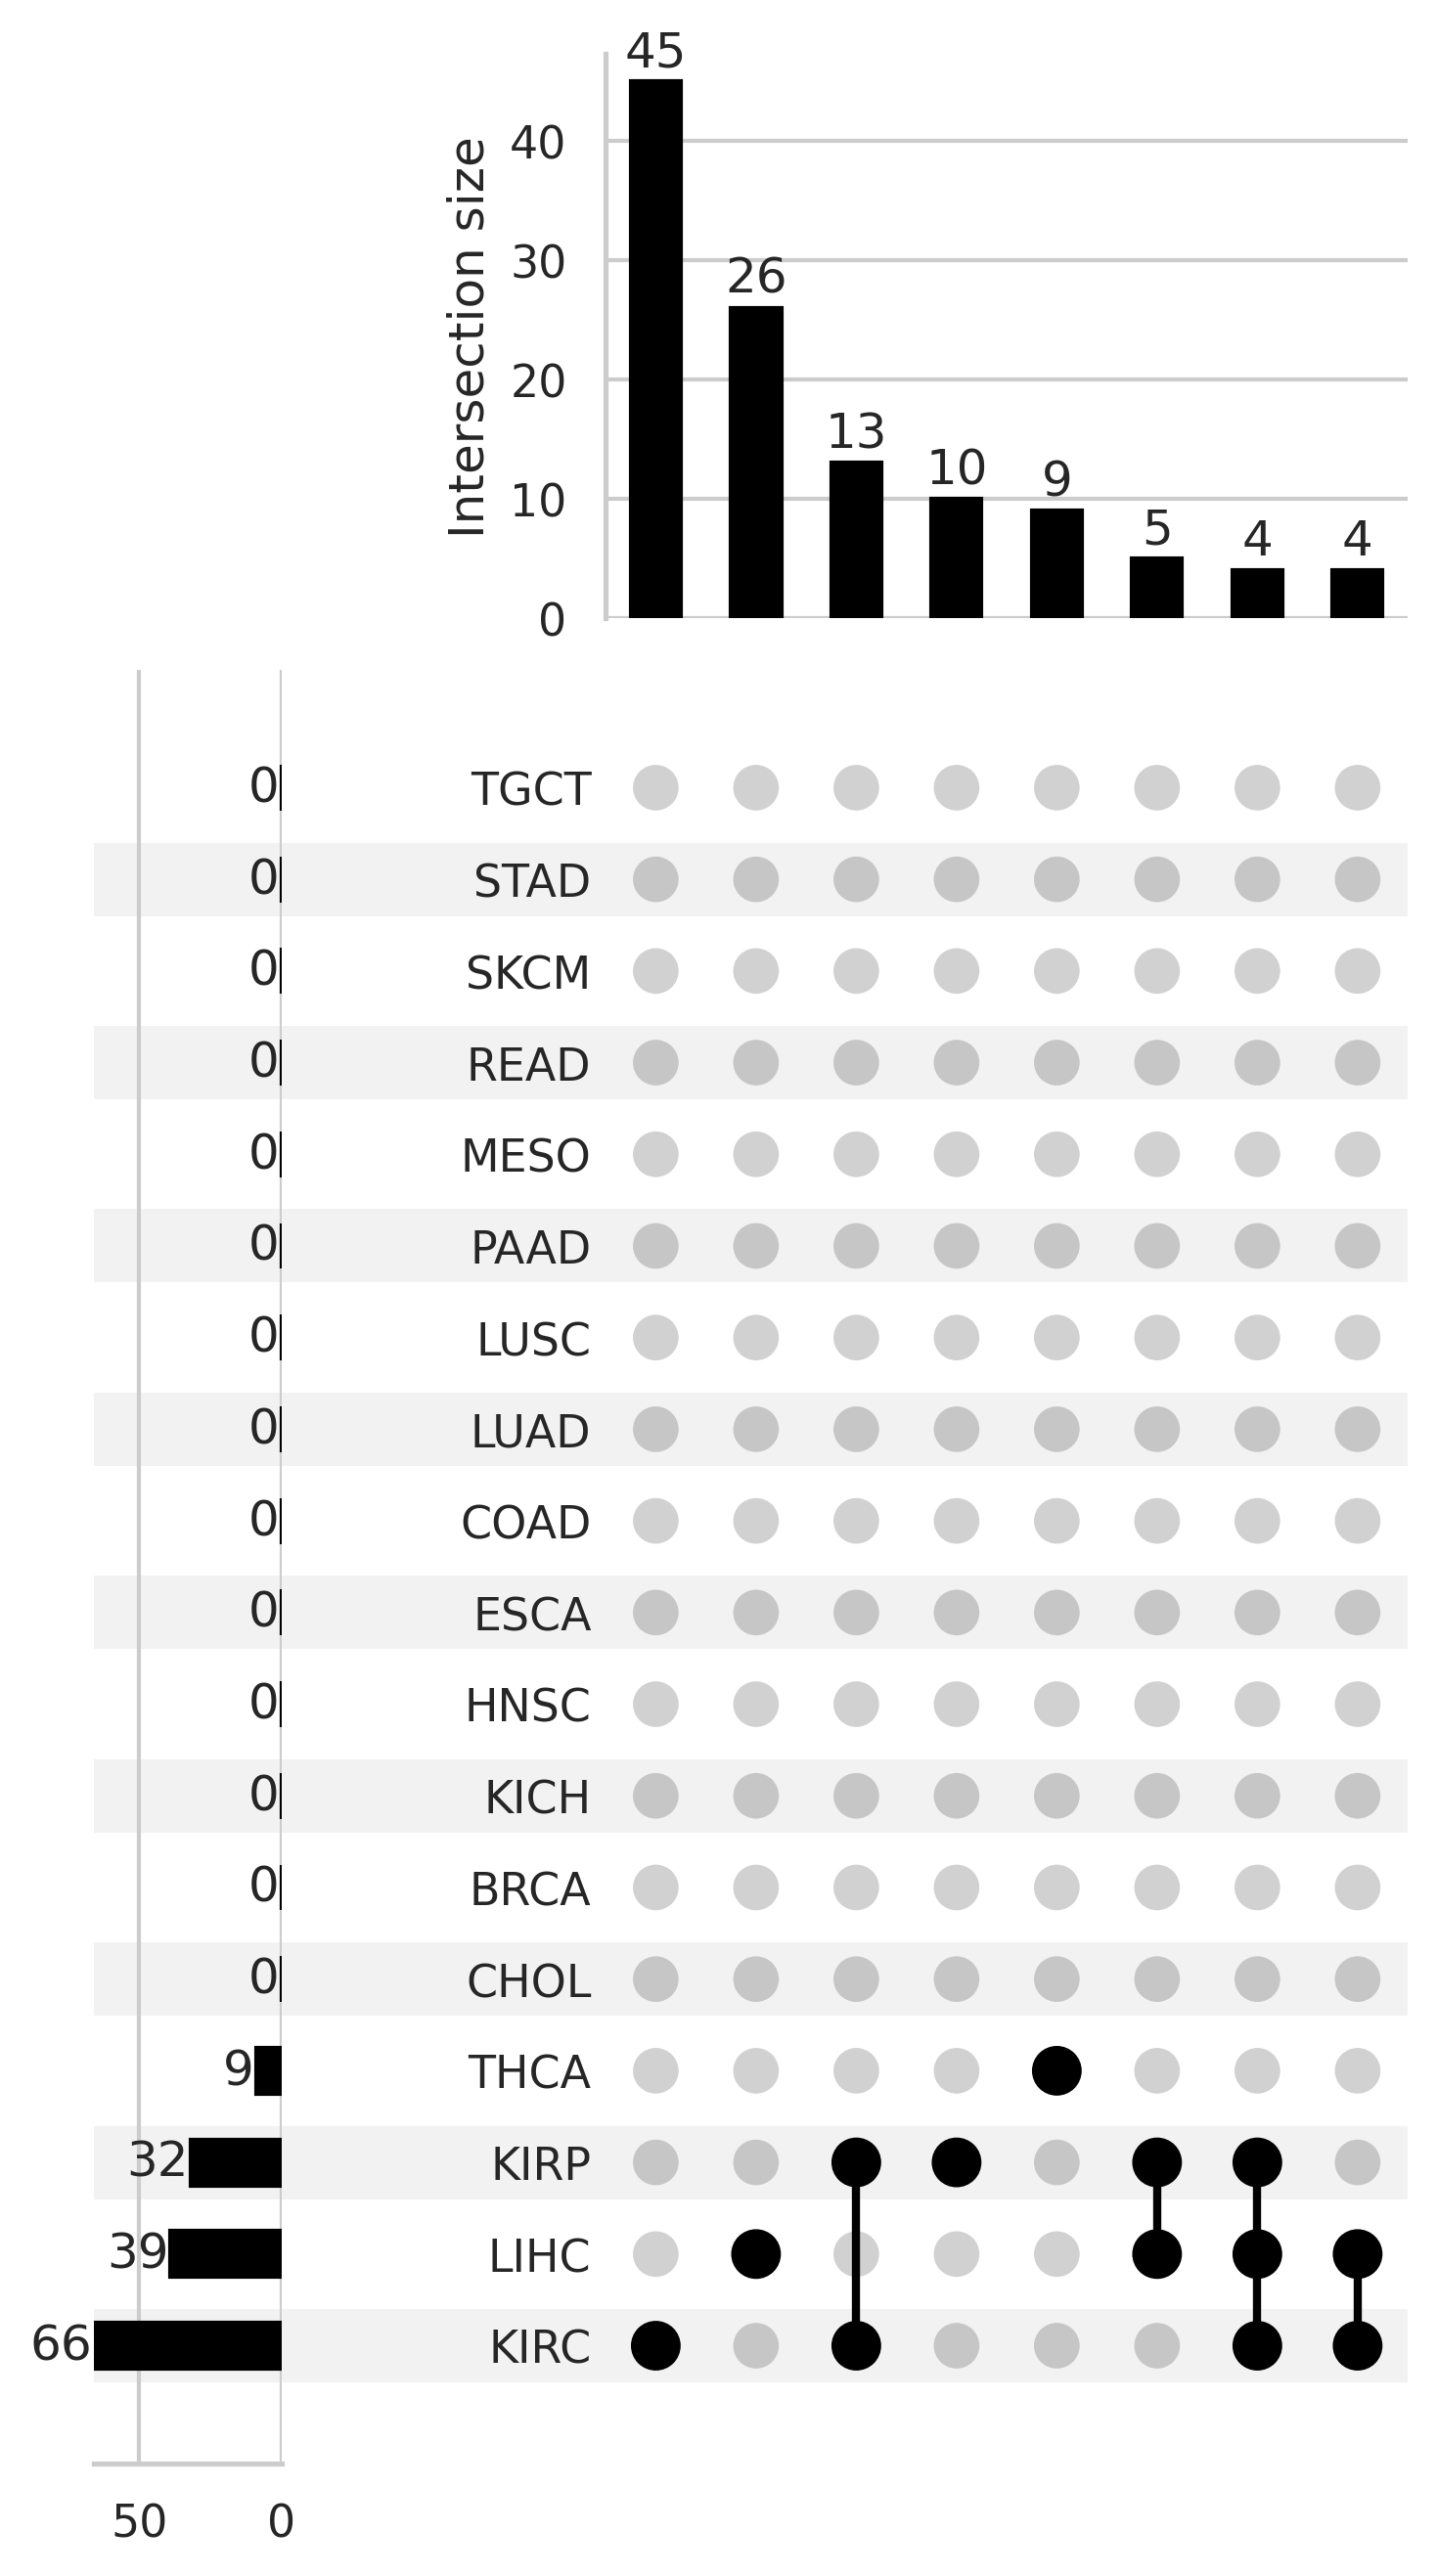 45
40
Intersection size
30
26
20
13
10
9
10
5
4
4
0
0 TGCT
0 STAD
0 SKCM
0 READ
0 MESO
0 PAAD
0 LUSC
0 LUAD
0 COAD
0 ESCA
0 HNSC
0 KICH
0 BRCA
0 CHOL
9 THCA
32 KIRP
39 LIHC
66 KIRC
50 0